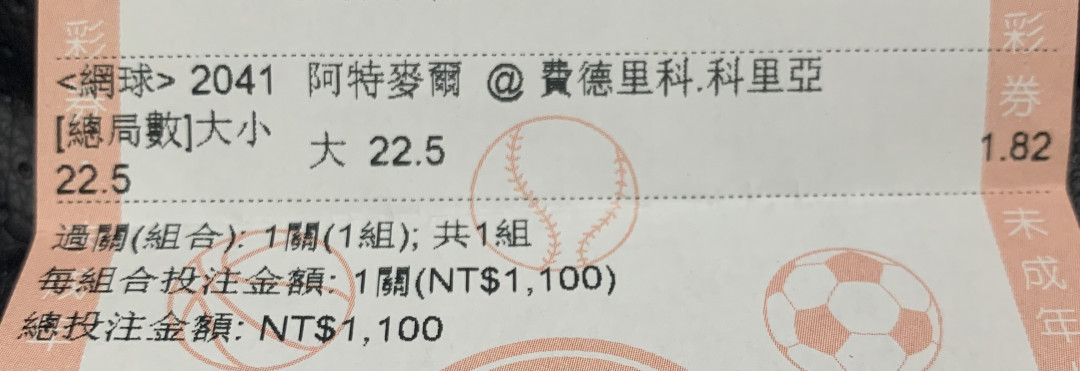 <網球> 2041 阿特麥爾 @ 費德里科.科里亞
[總局數]大小 大 22.5 1.82
22.5
過關(組合): 1關(1組); 共1組
每組合投注金額: 1關(NT$1,100)
總投注金額: NT$1,100
彩券
成年
彩券
未成年